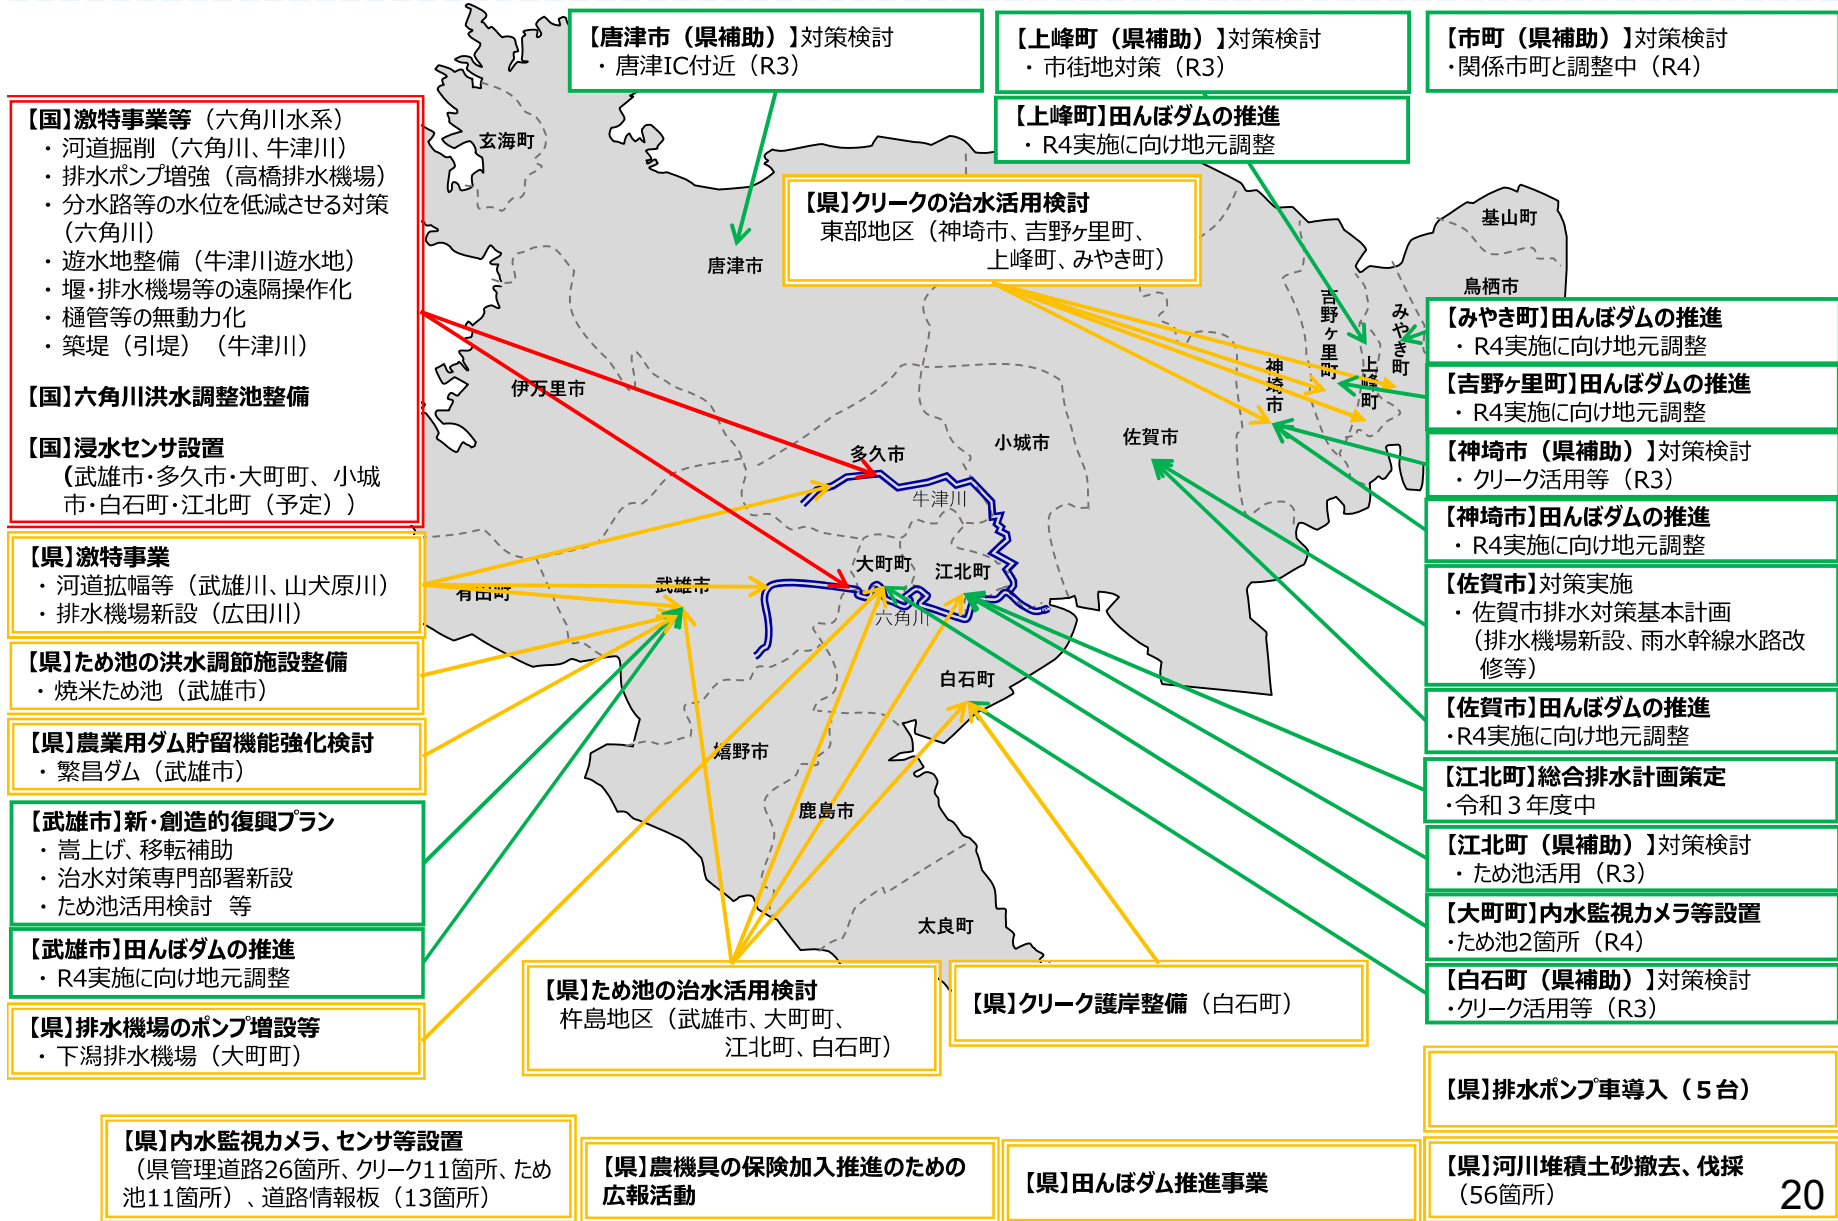 【唐津市（県補助）】対策検討
・唐津IC付近（R3）
【上峰町（県補助）】対策検討
・市街地対策（R3）
【市町（県補助）】対策検討
・関係市町と調整中（R4）
【上峰町】田んぼダムの推進
・R4実施に向け地元調整
【国】激特事業等（六角川水系）
・河道掘削（六角川、牛津川）
・排水ポンプ増強（高橋排水機場）
・分水路等の水位を低減させる対策
（六角川）
・遊水地整備（牛津川遊水地）
・堰・排水機場等の遠隔操作化
・樋管等の無動力化
・築堤（引堤）（牛津川）
【国】六角川洪水調整池整備
【国】浸水センサ設置
（武雄市・多久市・大町町、小城
市・白石町・江北町（予定））
【県】クリークの治水活用検討
東部地区（神埼市、吉野ヶ里町、
上峰町、みやき町）
玄海町
唐津市
伊万里市
多久市
小城市
佐賀市
神埼市
吉野ヶ里町
上峰町
みやき町
基山町
鳥栖市
牛津川
大町町
江北町
武雄市
有田町
六角川
白石町
嬉野市
鹿島市
太良町
【県】激特事業
・河道拡幅等（武雄川、山犬原川）
・排水機場新設（広田川）
【県】ため池の洪水調節施設整備
・焼米ため池（武雄市）
【県】農業用ダム貯留機能強化検討
・繁昌ダム（武雄市）
【武雄市】新・創造的復興プラン
・嵩上げ、移転補助
・治水対策専門部署新設
・ため池活用検討　等
【武雄市】田んぼダムの推進
・R4実施に向け地元調整
【県】排水機場のポンプ増設等
・下潟排水機場（大町町）
【みやき町】田んぼダムの推進
・R4実施に向け地元調整
【吉野ヶ里町】田んぼダムの推進
・R4実施に向け地元調整
【神埼市（県補助）】対策検討
・クリーク活用等（R3）
【神埼市】田んぼダムの推進
・R4実施に向け地元調整
【佐賀市】対策実施
・佐賀市排水対策基本計画
（排水機場新設、雨水幹線水路改
修等）
【佐賀市】田んぼダムの推進
・R4実施に向け地元調整
【江北町】総合排水計画策定
・令和３年度中
【江北町（県補助）】対策検討
・ため池活用（R3）
【大町町】内水監視カメラ等設置
・ため池2箇所（R4）
【白石町（県補助）】対策検討
・クリーク活用等（R3）
【県】ため池の治水活用検討
杵島地区（武雄市、大町町、
江北町、白石町）
【県】クリーク護岸整備（白石町）
【県】排水ポンプ車導入（５台）
【県】内水監視カメラ、センサ等設置
（県管理道路26箇所、クリーク11箇所、ため
池11箇所）、道路情報板（13箇所）
【県】農機具の保険加入推進のための
広報活動
【県】田んぼダム推進事業
【県】河川堆積土砂撤去、伐採
（56箇所）
20